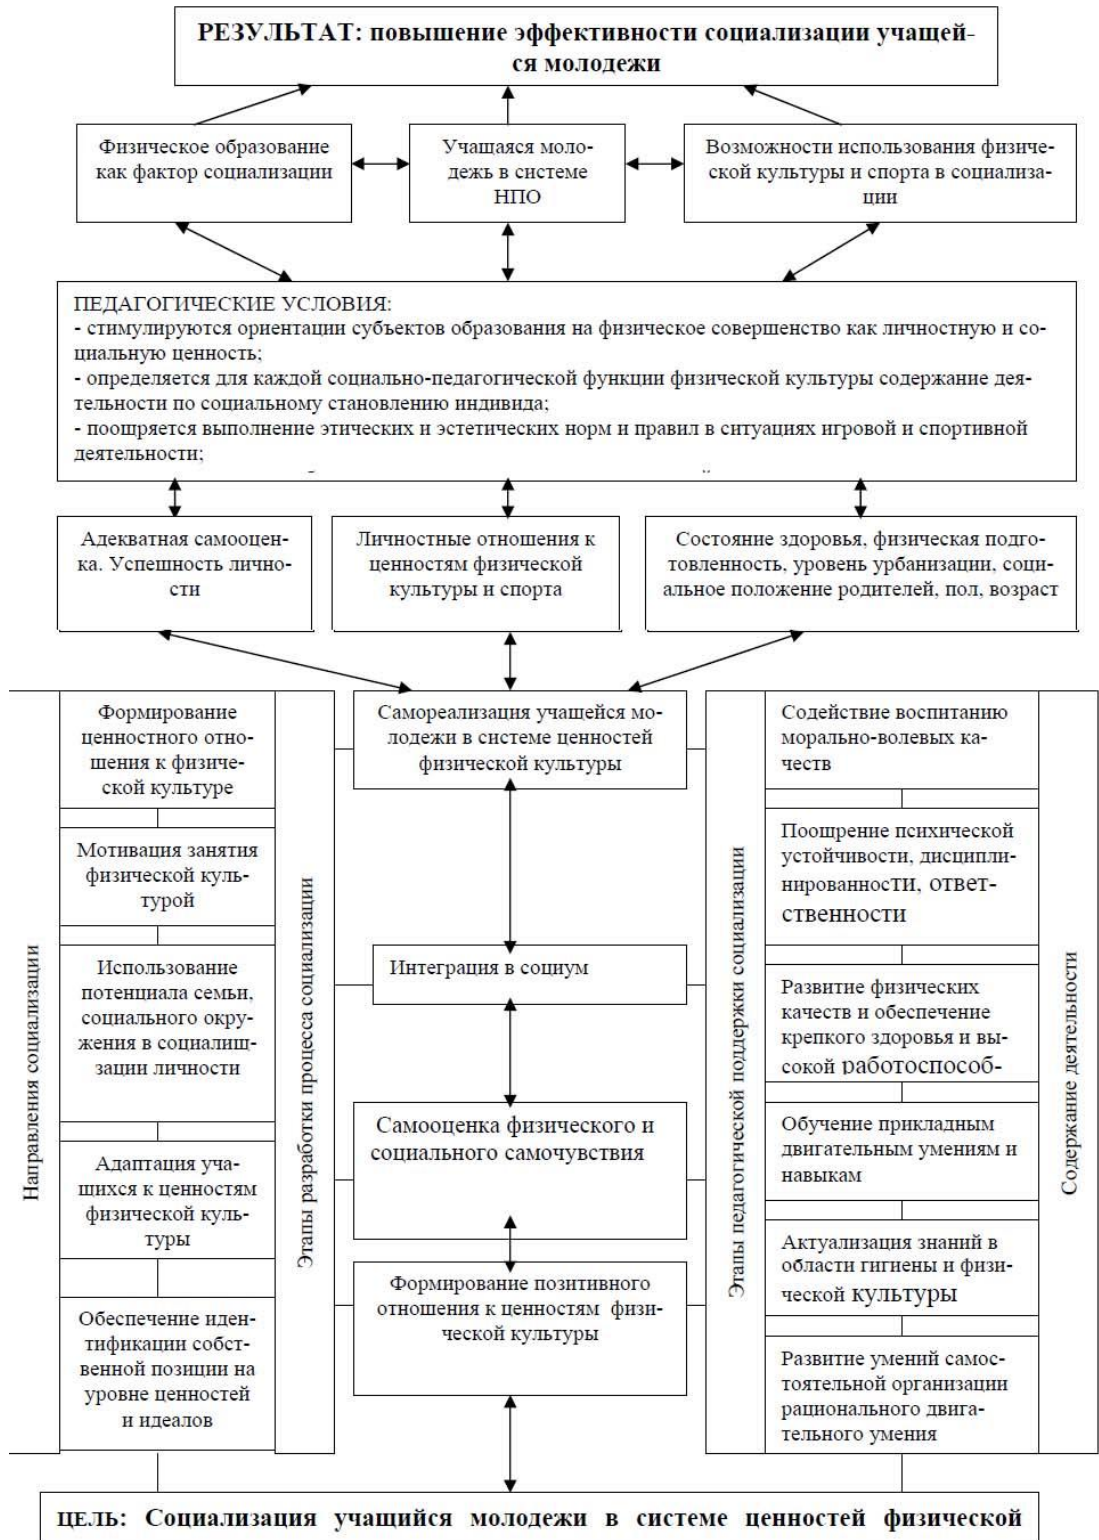 РЕЗУЛЬТАТ: повышение эффективности социализации учащей-
ся молодежи
Физическое образование
как фактор социализации
Учащаяся моло-
дежь в системе
НПО
Возможности использования физиче-
ской культуры и спорта в социализа-
ции
ПЕДАГОГИЧЕСКИЕ УСЛОВИЯ:
- стимулируются ориентации субъектов образования на физическое совершенство как личностную и со-
циальную ценность;
- определяется для каждой социально-педагогической функции физической культуры содержание дея-
тельности по социальному становлению индивида;
- поощряется выполнение этических и эстетических норм и правил в ситуациях игровой и спортивной
деятельности;
Адекватная самооцен-
ка. Успешность лично-
сти
Личностные отношения к
ценностям физической
культуры и спорта
Состояние здоровья, физическая подго-
товленность, уровень урбанизации, соци-
альное положение родителей, пол, возраст
Направления социализации
Формирование
ценностного отно-
шения к физиче-
ской культуре
Мотивация занятия
физической куль-
турой
Использование
потенциала семьи,
социального окру-
жения в социалищ-
зации личности
Адаптация уча-
щихся к ценностям
физической куль-
туры
Обеспечение иден-
тификации собст-
венной позиции на
уровне ценностей
и идеалов
Этапы разработки процесса социализации
Самореализация учащейся мо-
лодежи в системе ценностей
физической культуры
Интеграция в социум
Самооценка физического и
социального самочувствия
Формирование позитивного
отношения к ценностям физи-
ческой культуры
Этапы педагогической поддержки социализации
Содействие воспитанию
морально-волевых ка-
честв
Поощрение психической
устойчивости, дисципли-
нированности, ответ-
ственности
Развитие физических
качеств и обеспечение
крепкого здоровья и вы-
сокой работоспособ-
Обучение прикладным
двигательным умениям и
навыкам
Актуализация знаний в
области гигиены и физи-
ческой культуры
Развитие умений самос-
тоятельной организации
рационального двига-
тельного умения
Содержание деятельности
ЦЕЛЬ: Социализация учащийся молодежи в системе ценностей физической